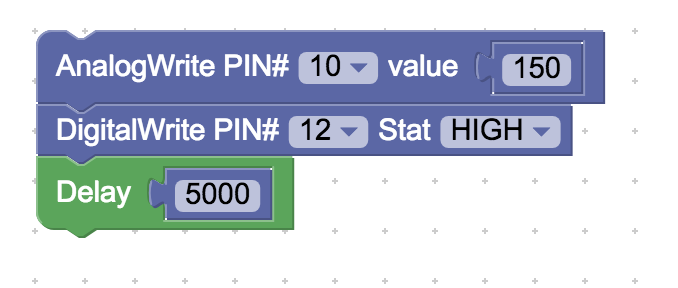 AnalogWrite PIN# 10 value 150
DigitalWrite PIN# 12 Stat HIGH
Delay 5000